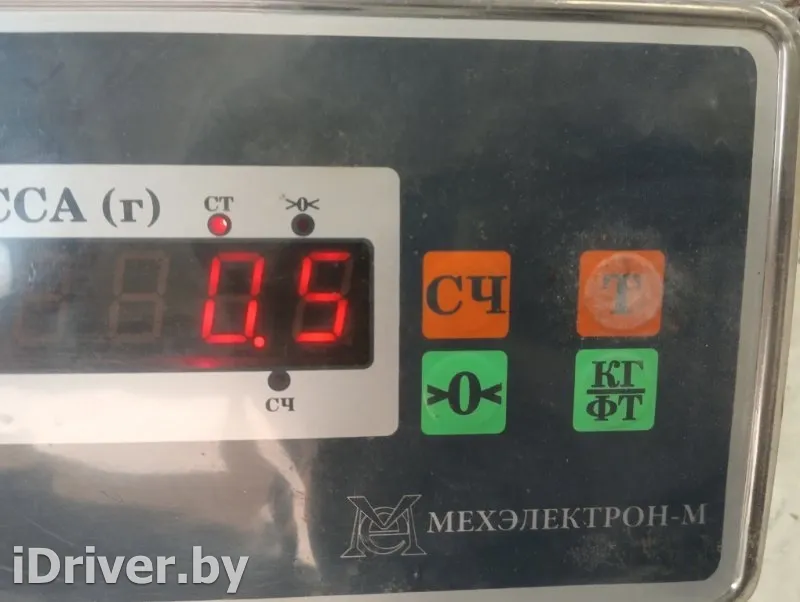 ССА (г)
СТ
>0<
0.5
СЧ
СЧ
Т
>0<
КГ
ФТ
МЕХЭЛЕКТРОН-М
iDriver.by